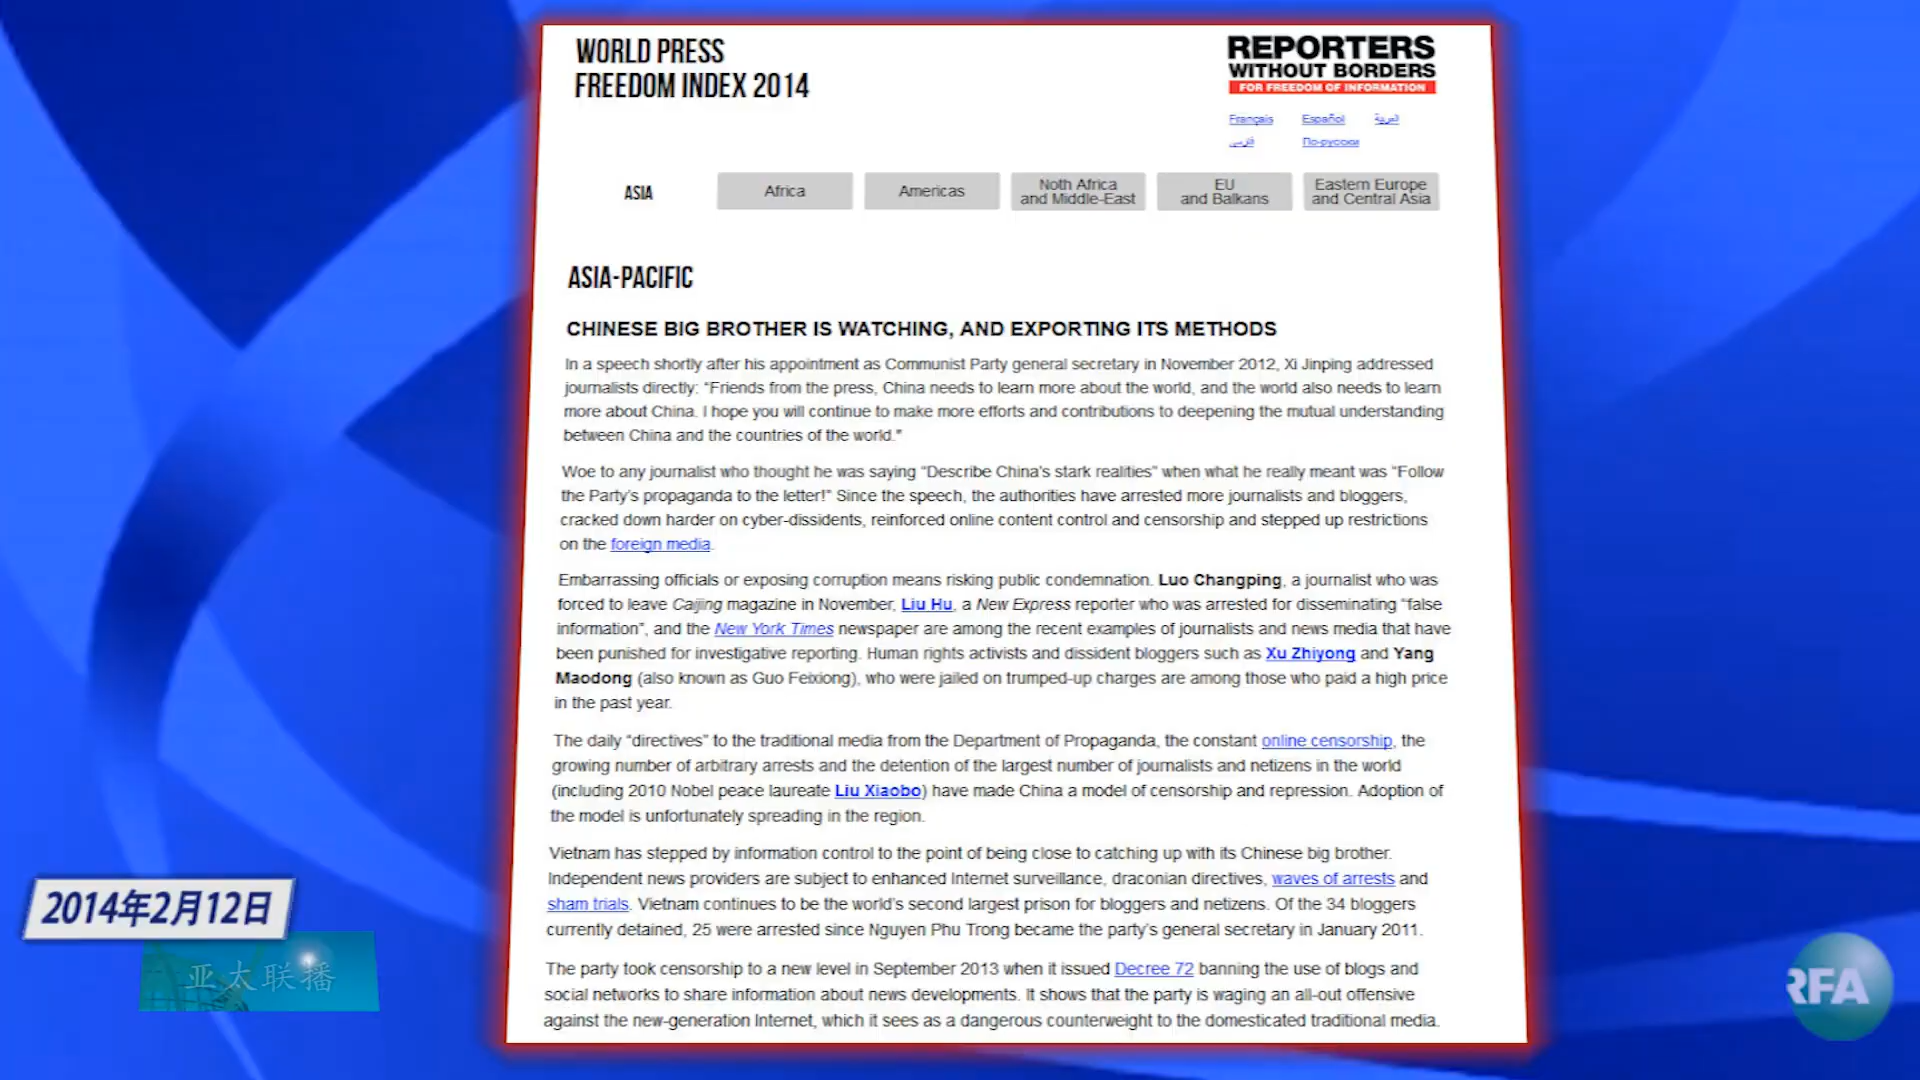 WORLD PRESS
FREEDOM INDEX 2014
REPORTERS
WITHOUT BORDERS
FOR FREEDOM OF INFORMATION
Français Español العربية
فارسی По-русски
ASIA
Africa
Americas
Noth Africa
and Middle-East
EU
and Balkans
Eastern Europe
and Central Asia
ASIA-PACIFIC
CHINESE BIG BROTHER IS WATCHING, AND EXPORTING ITS METHODS
In a speech shortly after his appointment as Communist Party general secretary in November 2012, Xi Jinping addressed
journalists directly: “Friends from the press, China needs to learn more about the world, and the world also needs to learn
more about China. I hope you will continue to make more efforts and contributions to deepening the mutual understanding
between China and the countries of the world."
Woe to any journalist who thought he was saying “Describe China’s stark realities” when what he really meant was “Follow
the Party’s propaganda to the letter!” Since the speech, the authorities have arrested more journalists and bloggers,
cracked down harder on cyber-dissidents, reinforced online content control and censorship and stepped up restrictions
on the foreign media.
Embarrassing officials or exposing corruption means risking public condemnation. Luo Changping, a journalist who was
forced to leave Caijing magazine in November, Liu Hu, a New Express reporter who was arrested for disseminating “false
information”, and the New York Times newspaper are among the recent examples of journalists and news media that have
been punished for investigative reporting. Human rights activists and dissident bloggers such as Xu Zhiyong and Yang
Maodong (also known as Guo Feixiong), who were jailed on trumped-up charges are among those who paid a high price
in the past year.
The daily “directives” to the traditional media from the Department of Propaganda, the constant online censorship, the
growing number of arbitrary arrests and the detention of the largest number of journalists and netizens in the world
(including 2010 Nobel peace laureate Liu Xiaobo) have made China a model of censorship and repression. Adoption of
the model is unfortunately spreading in the region.
Vietnam has stepped by information control to the point of being close to catching up with its Chinese big brother.
Independent news providers are subject to enhanced Internet surveillance, draconian directives, waves of arrests and
sham trials. Vietnam continues to be the world’s second largest prison for bloggers and netizens. Of the 34 bloggers
currently detained, 25 were arrested since Nguyen Phu Trong became the party’s general secretary in January 2011.
The party took censorship to a new level in September 2013 when it issued Decree 72 banning the use of blogs and
social networks to share information about news developments. It shows that the party is waging an all-out offensive
against the new-generation Internet, which it sees as a dangerous counterweight to the domesticated traditional media.
2014年2月12日
亚太联播
RFA